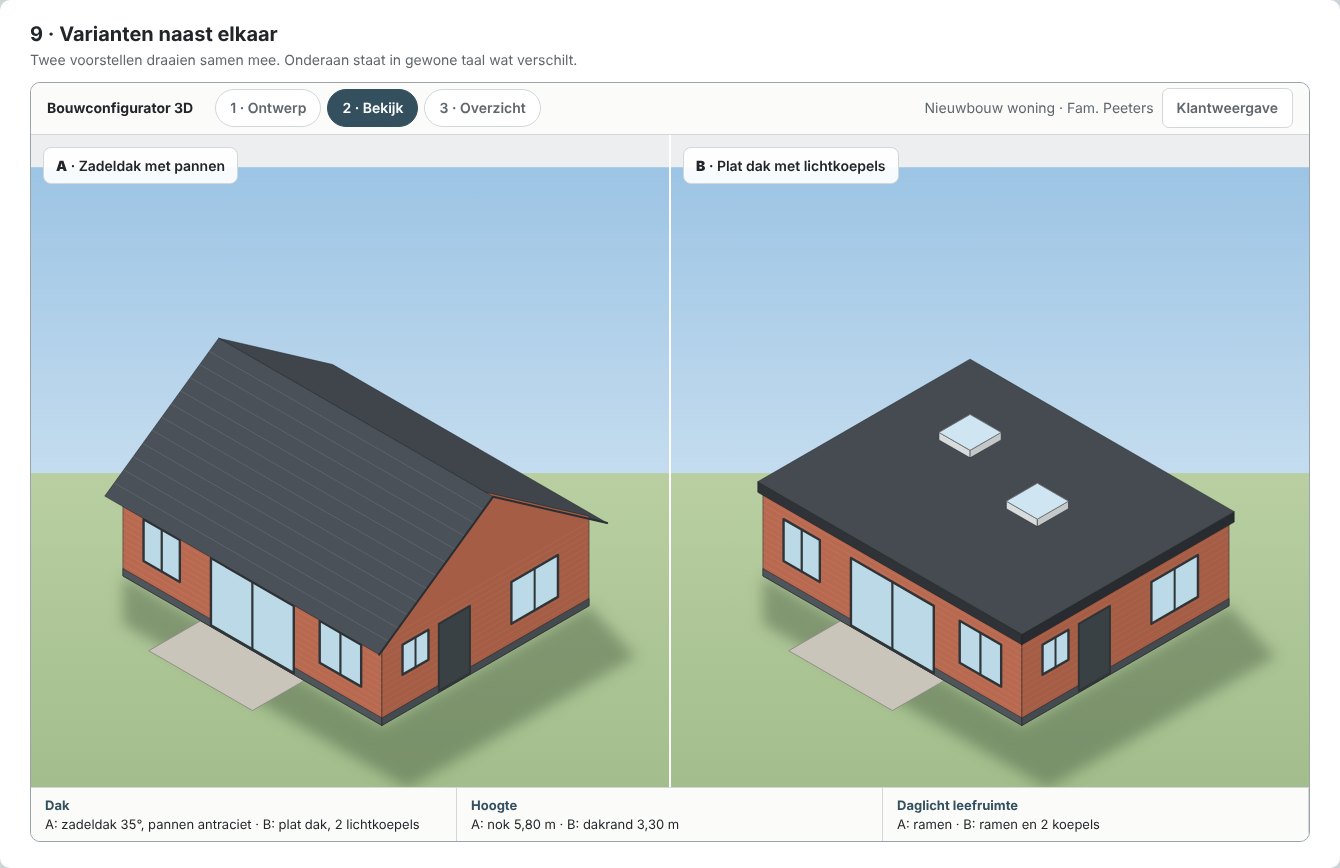 9 · Varianten naast elkaar
Twee voorstellen draaien samen mee. Onderaan staat in gewone taal wat verschilt.
Bouwconfigurator 3D
1 · Ontwerp
2 · Bekijk
3 · Overzicht
Nieuwbouw woning · Fam. Peeters
Klantweergave
A · Zadeldak met pannen
B · Plat dak met lichtkoepels
Dak
A: zadeldak 35°, pannen antraciet · B: plat dak, 2 lichtkoepels
Hoogte
A: nok 5,80 m · B: dakrand 3,30 m
Daglicht leefruimte
A: ramen · B: ramen en 2 koepels